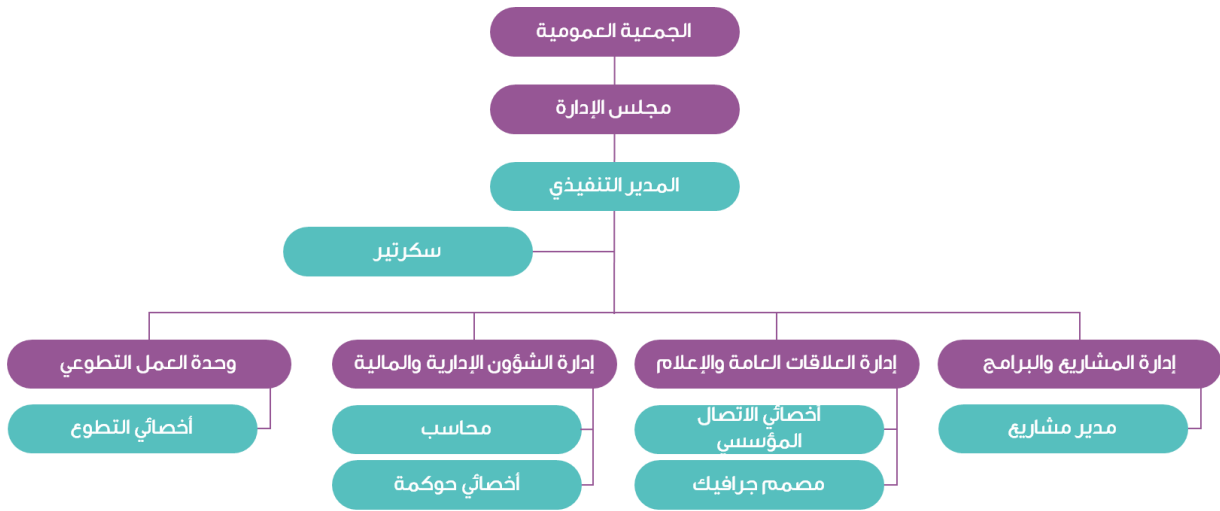 الجمعية العمومية
مجلس الإدارة
المدير التنفيذي
سكرتير
إدارة المشاريع والبرامج
إدارة العلاقات العامة والإعلام
إدارة الشؤون الإدارية والمالية
وحدة العمل التطوعي
مدير مشاريع
أخصائي الاتصال
المؤسسي
محاسب
أخصائي التطوع
مصمم جرافيك
أخصائي حوكمة